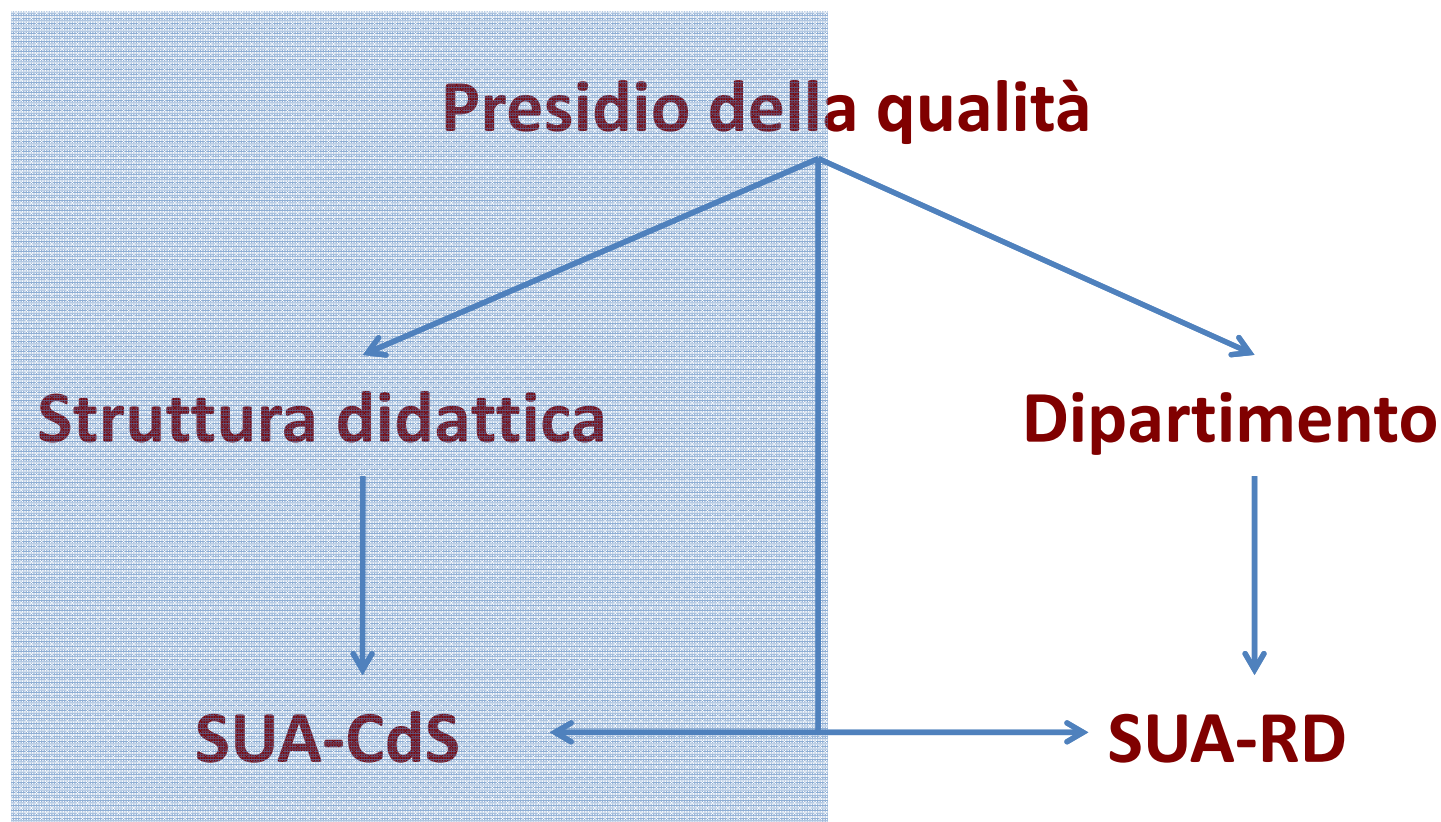 Presidio della qualità
Struttura didattica
Dipartimento
SUA-CdS
SUA-RD